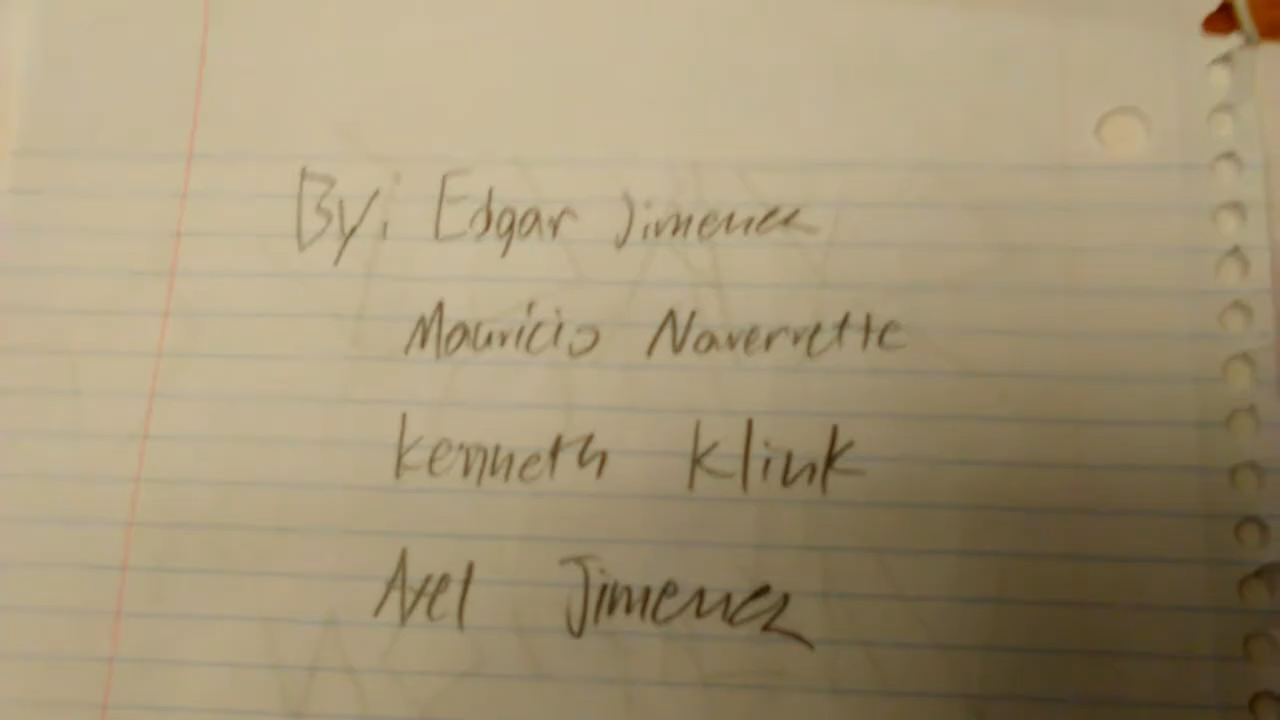 By: Edgar Jimenez
Mauricio Naverrette
Kenneth Klink
Axel Jimenez